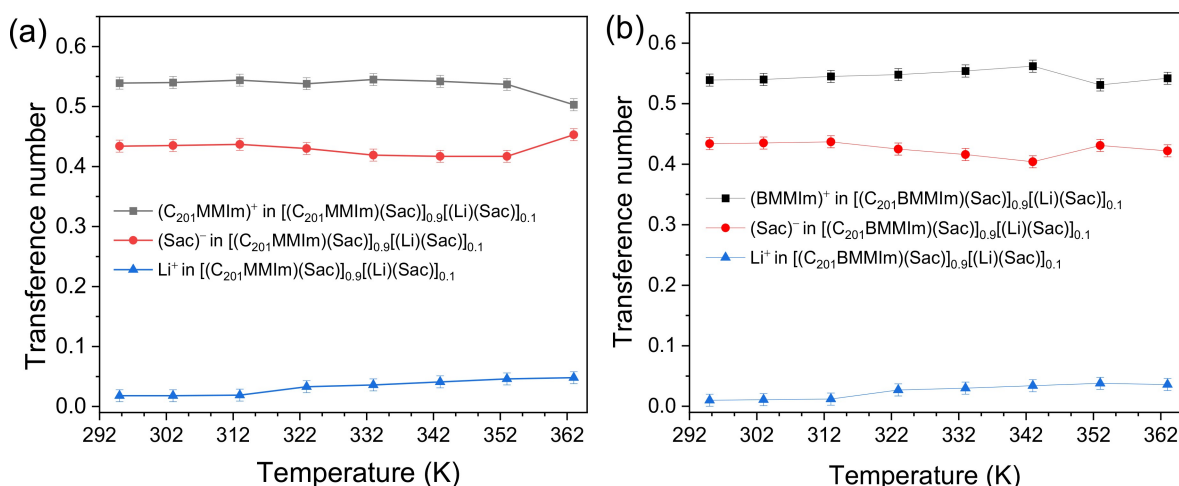 (a)
Transference number
0.6
0.5
0.4
0.3
0.2
0.1
0.0
(C₂₀₁MMIm)⁺ in [(C₂₀₁MMIm)(Sac)]₀.₉[(Li)(Sac)]₀.₁
(Sac)⁻ in [(C₂₀₁MMIm)(Sac)]₀.₉[(Li)(Sac)]₀.₁
Li⁺ in [(C₂₀₁MMIm)(Sac)]₀.₉[(Li)(Sac)]₀.₁
292 302 312 322 332 342 352 362
Temperature (K)
(b)
Transference number
0.6
0.5
0.4
0.3
0.2
0.1
0.0
(BMMIm)⁺ in [(C₂₀₁BMMIm)(Sac)]₀.₉[(Li)(Sac)]₀.₁
(Sac)⁻ in [(C₂₀₁BMMIm)(Sac)]₀.₉[(Li)(Sac)]₀.₁
Li⁺ in [(C₂₀₁BMMIm)(Sac)]₀.₉[(Li)(Sac)]₀.₁
292 302 312 322 332 342 352 362
Temperature (K)